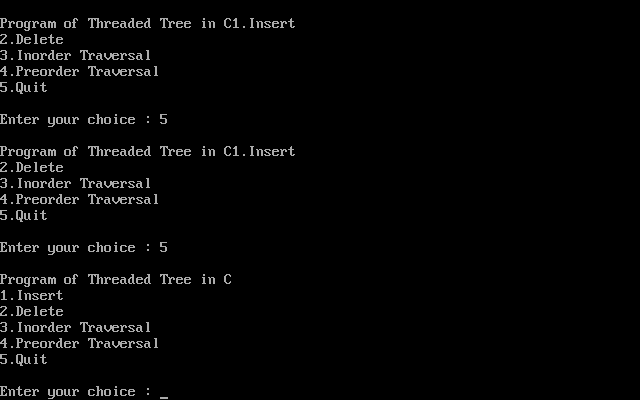 Program of Threaded Tree in C1.Insert
2.Delete
3.Inorder Traversal
4.Preorder Traversal
5.Quit
Enter your choice : 5
Program of Threaded Tree in C1.Insert
2.Delete
3.Inorder Traversal
4.Preorder Traversal
5.Quit
Enter your choice : 5
Program of Threaded Tree in C
1.Insert
2.Delete
3.Inorder Traversal
4.Preorder Traversal
5.Quit
Enter your choice : _